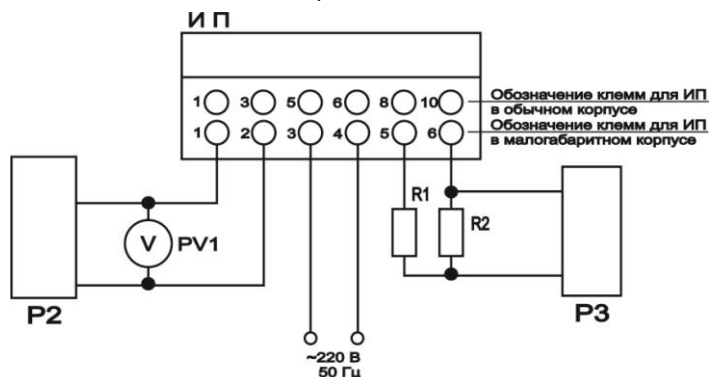 И П
1 3 5 6 8 10
Обозначение клемм для ИП
в обычном корпусе
1 2 3 4 5 6
Обозначение клемм для ИП
в малогабаритном корпусе
R1
R2
V PV1
P2
P3
~220 В
50 Гц